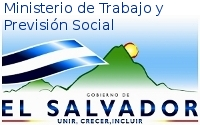 Ministerio de Trabajo y
Previsión Social
GOBIERNO DE
EL SALVADOR
UNIR, CRECER, INCLUIR